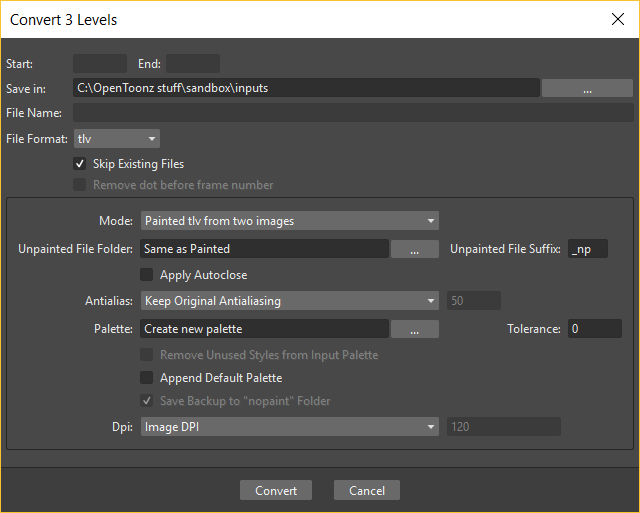 Convert 3 Levels
Start: End:
Save in: C:\OpenToonz stuff\sandbox\inputs ...
File Name:
File Format: tlv
Skip Existing Files
Remove dot before frame number
Mode: Painted tlv from two images
Unpainted File Folder: Same as Painted ... Unpainted File Suffix: _np
Apply Autoclose
Antialias: Keep Original Antialiasing 50
Palette: Create new palette ... Tolerance: 0
Remove Unused Styles from Input Palette
Append Default Palette
Save Backup to "nopaint" Folder
Dpi: Image DPI 120
Convert Cancel